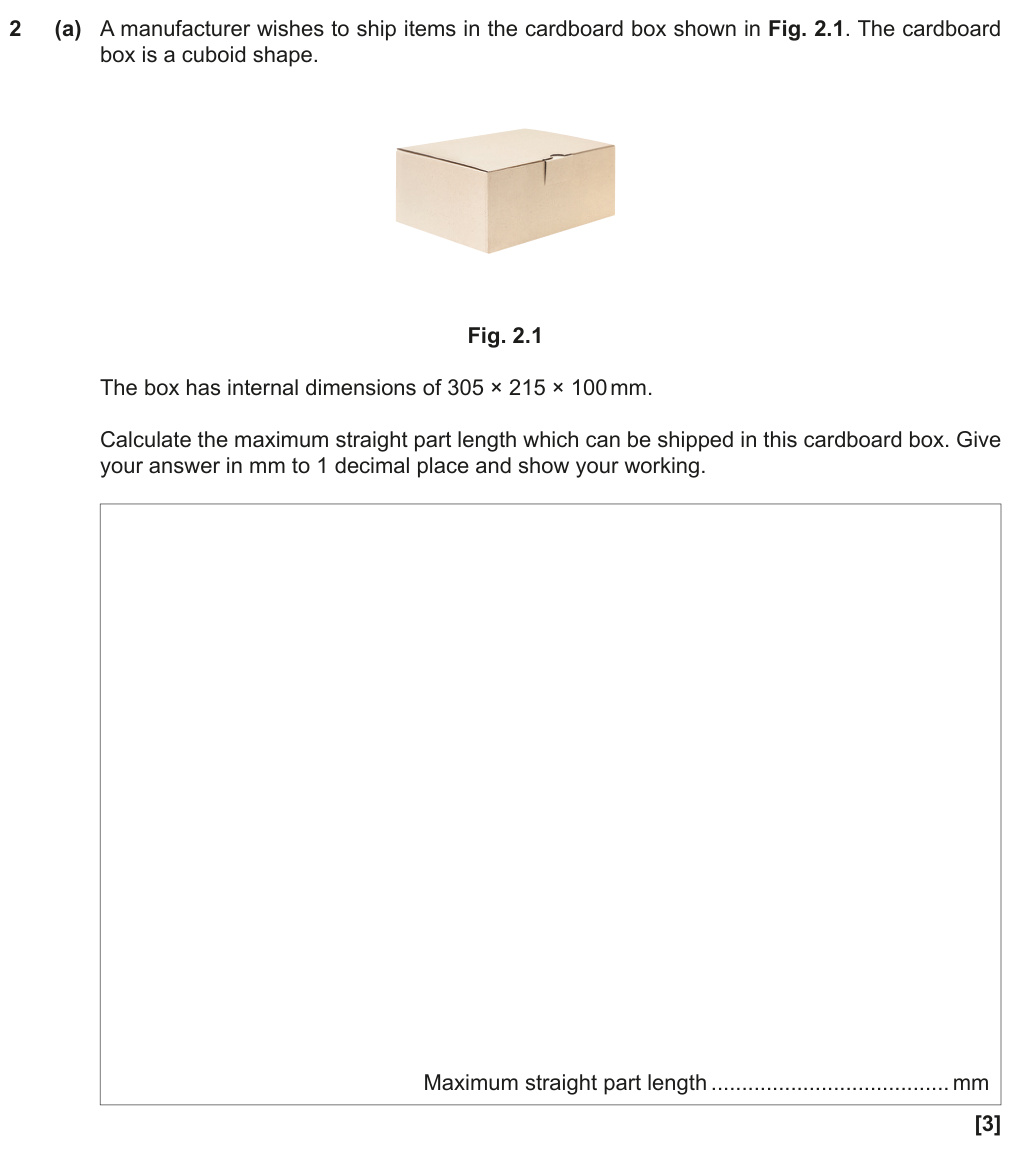 2 (a) A manufacturer wishes to ship items in the cardboard box shown in Fig. 2.1. The cardboard
box is a cuboid shape.
Fig. 2.1
The box has internal dimensions of 305 × 215 × 100 mm.
Calculate the maximum straight part length which can be shipped in this cardboard box. Give
your answer in mm to 1 decimal place and show your working.
Maximum straight part length ....................................... mm
[3]